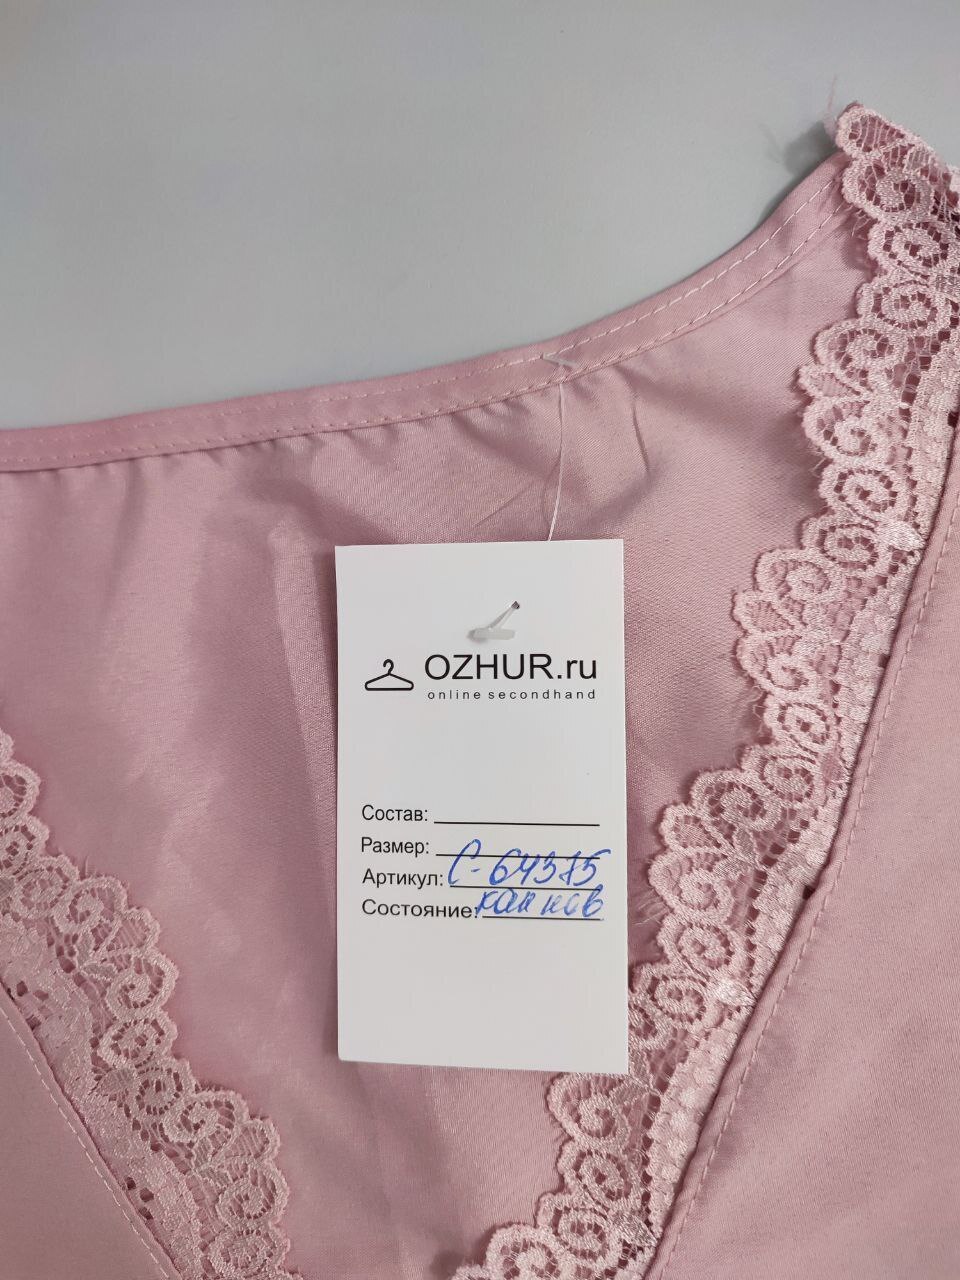 OZHUR.ru
online secondhand
Состав:
Размер:
Артикул: С-64375
Состояние: как нов